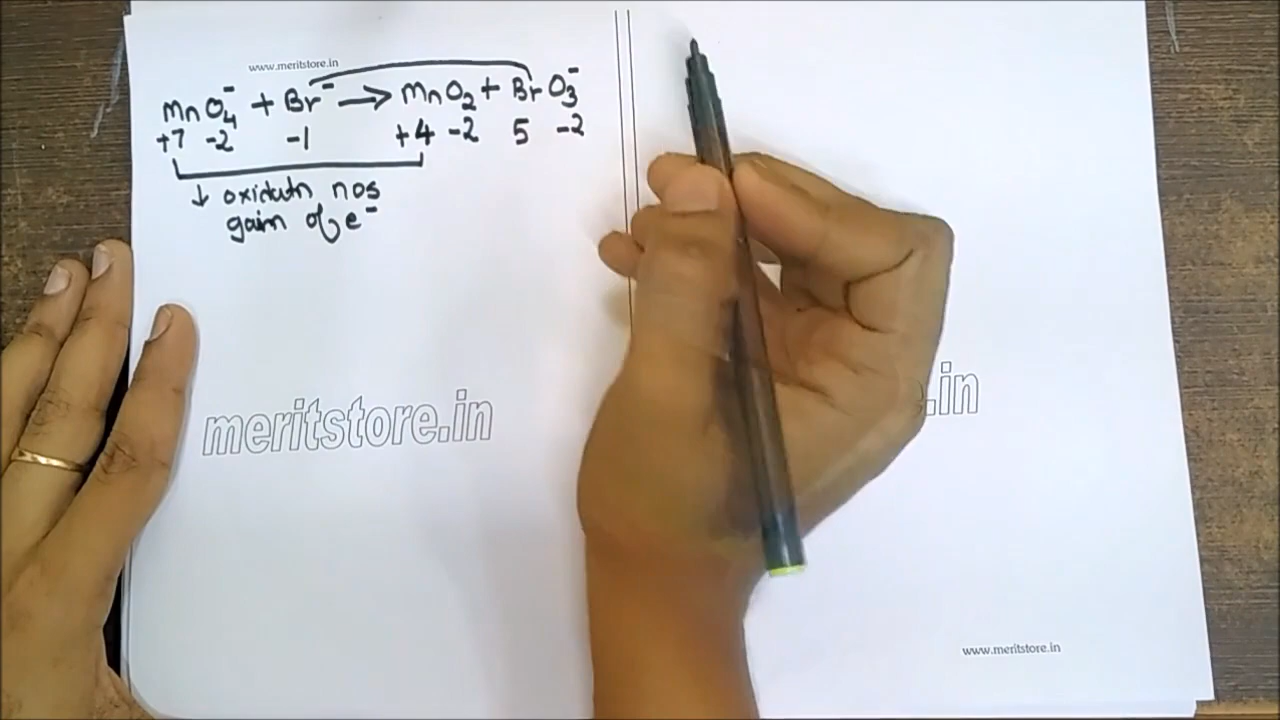 www.meritstore.in
MnO₄⁻ + Br⁻ → MnO₂ + BrO₃⁻
+7 -2 -1 +4 -2 5 -2
↓ oxidatn nos
gain of e⁻
meritstore.in
e.in
www.meritstore.in